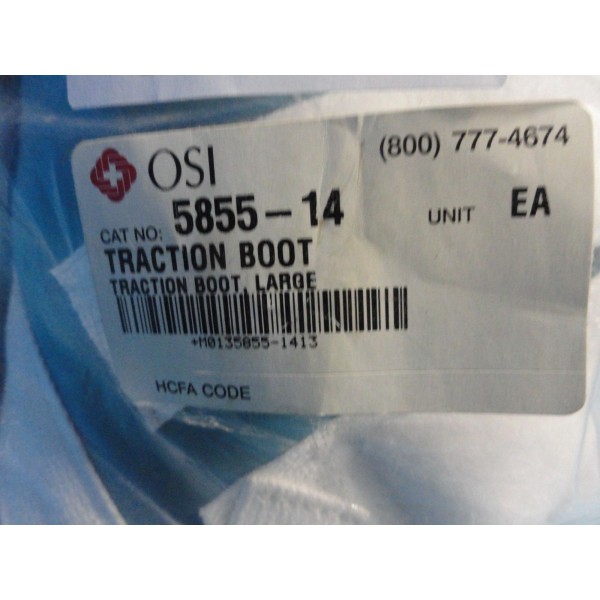 OSI (800) 777-4674
CAT NO: 5855-14 UNIT EA
TRACTION BOOT
TRACTION BOOT, LARGE
+M0135855-1413
HCFA CODE